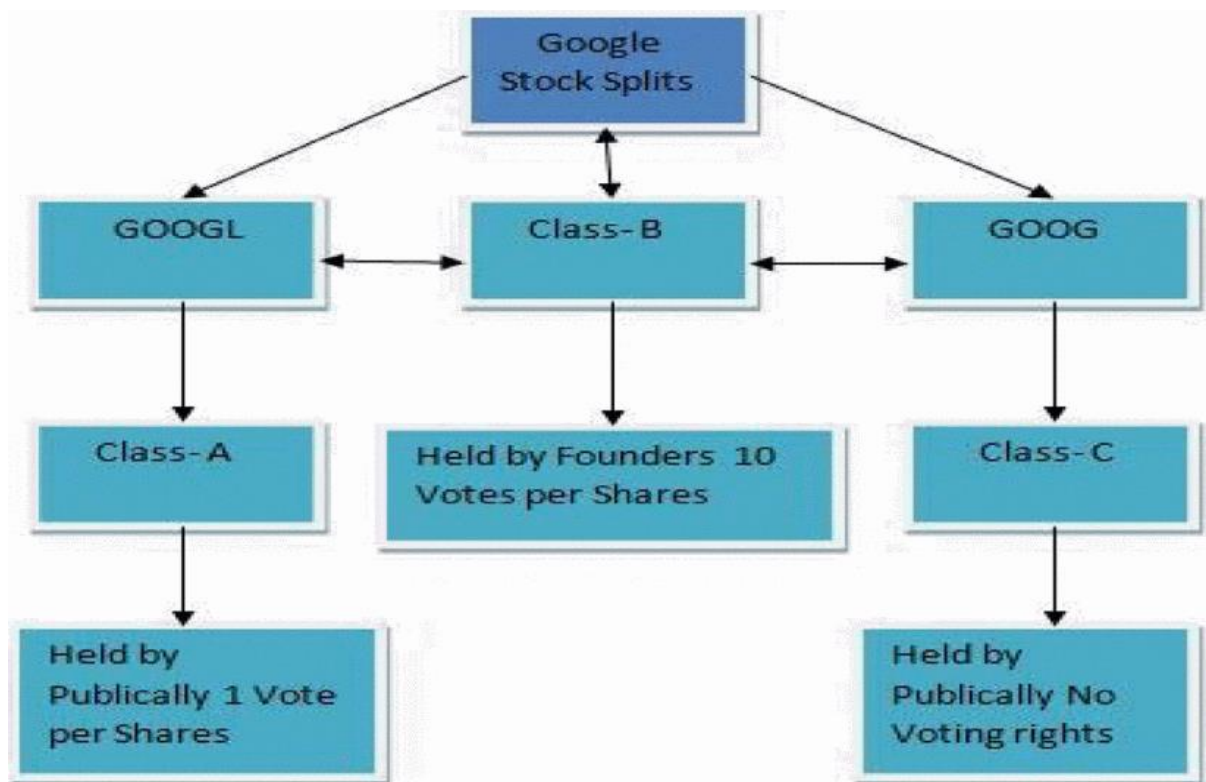 Google
Stock Splits
GOOGL
Class-B
GOOG
Class-A
Held by Founders 10
Votes per Shares
Class-C
Held by
Publically 1 Vote
per Shares
Held by
Publically No
Voting rights